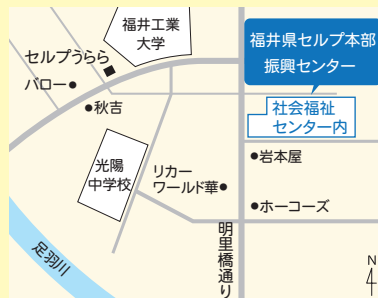 福井工業
大学
福井県セルプ本部
振興センター
セルプうらら
バロー
秋吉
社会福祉
センター内
光陽
中学校
リカー
ワールド華
岩本屋
ホーコーズ
足羽川
明里橋通り
N
4